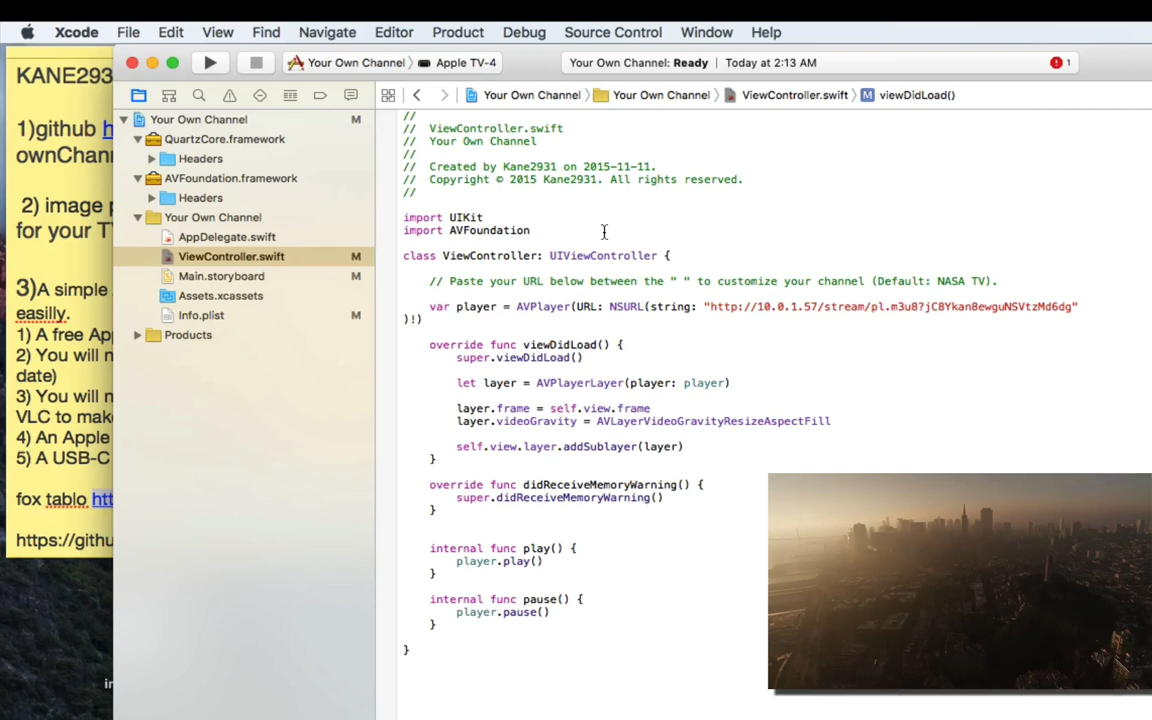 Xcode File Edit View Find Navigate Editor Product Debug Source Control Window Help
Your Own Channel Apple TV-4 Your Own Channel: Ready | Today at 2:13 AM 1
Your Own Channel Your Own Channel ViewController.swift M viewDidLoad()
KANE2931
1)github h
ownChann
2) image p
for your TV
3)A simple
easilly.
1) A free App
2) You will n
date)
3) You will n
VLC to make
4) An Apple
5) A USB-C
fox tablo htt
https://githu
in
Your Own Channel M
QuartzCore.framework
Headers
AVFoundation.framework
Headers
Your Own Channel
AppDelegate.swift
ViewController.swift M
Main.storyboard M
Assets.xcassets
Info.plist M
Products
//
// ViewController.swift
// Your Own Channel
//
// Created by Kane2931 on 2015-11-11.
// Copyright © 2015 Kane2931. All rights reserved.
//
import UIKit
import AVFoundation
class ViewController: UIViewController {
// Paste your URL below between the " " to customize your channel (Default: NASA TV).
var player = AVPlayer(URL: NSURL(string: "http://10.0.1.57/stream/pl.m3u8?jC8Ykan8ewguNSVtzMd6dg"
)!)
override func viewDidLoad() {
super.viewDidLoad()
let layer = AVPlayerLayer(player: player)
layer.frame = self.view.frame
layer.videoGravity = AVLayerVideoGravityResizeAspectFill
self.view.layer.addSublayer(layer)
}
override func didReceiveMemoryWarning() {
super.didReceiveMemoryWarning()
}
internal func play() {
player.play()
}
internal func pause() {
player.pause()
}
}